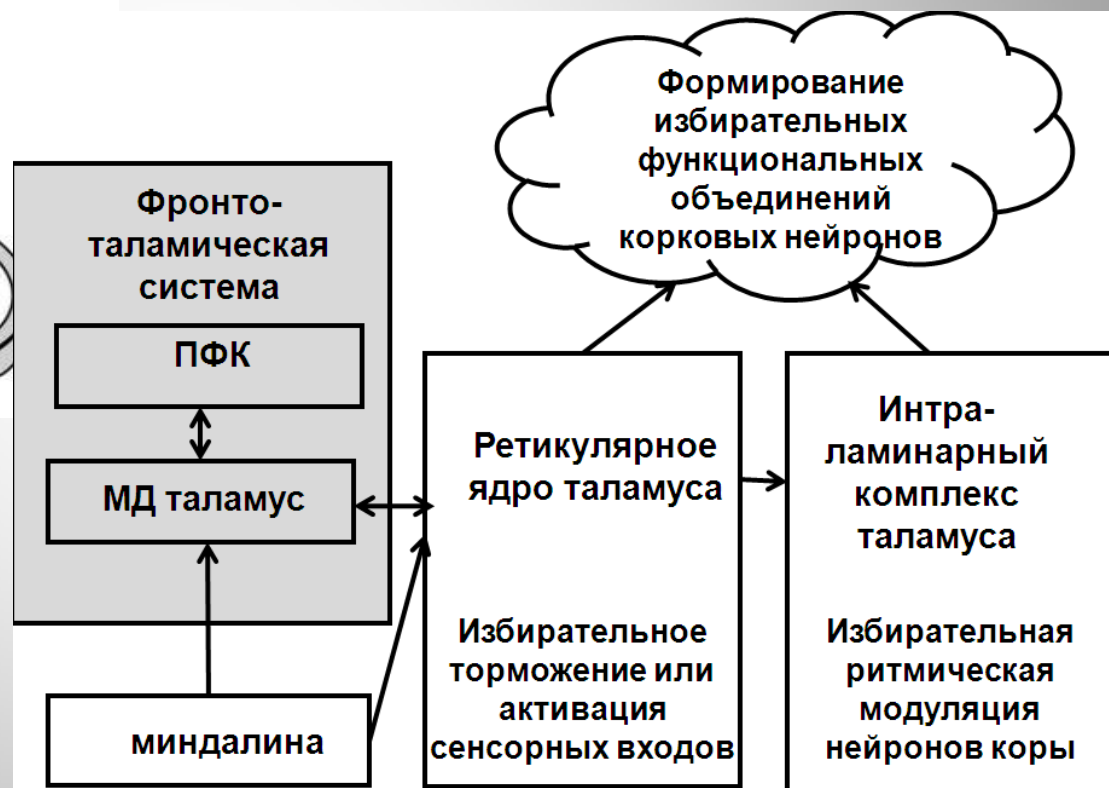 Формирование
избирательных
функциональных
объединений
корковых нейронов
Фронто-
таламическая
система
ПФК
МД таламус
миндалина
Ретикулярное
ядро таламуса
Избирательное
торможение или
активация
сенсорных входов
Интра-
ламинарный
комплекс
таламуса
Избирательная
ритмическая
модуляция
нейронов коры